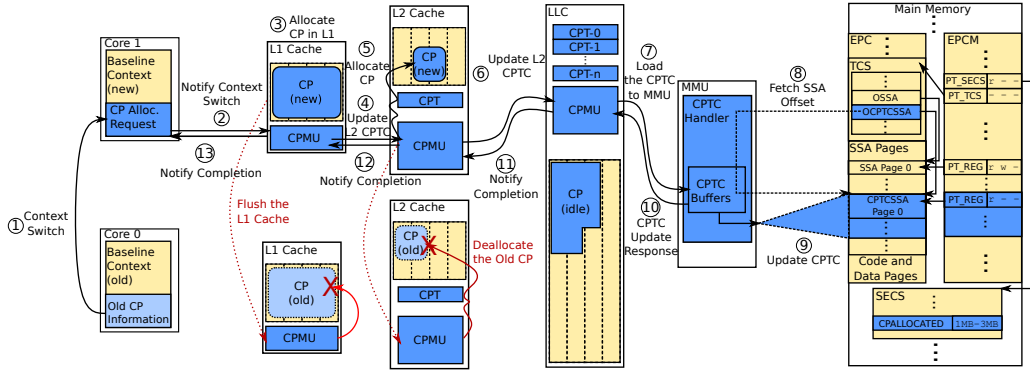 Core 1
Baseline
Context
(new)
CP Alloc.
Request
① Context
Switch
Core 0
Baseline
Context
(old)
Old CP
Information
Notify Context
Switch
②
⑬
Notify Completion
③ Allocate
CP in L1
L1 Cache
CP
(new)
CPMU
Flush the
L1 Cache
L1 Cache
CP
(old)
X
CPMU
⑤
Allocate
CP
④
Update
L2 CPTC
⑫
Notify Completion
L2 Cache
CP
(new)
CPT
CPMU
L2 Cache
CP
(old)
X
CPT
CPMU
Deallocate
the Old CP
Update L2
CPTC
⑥
⑪
Notify
Completion
LLC
CPT-0
CPT-1
CPT-n
CPMU
CP
(idle)
⑦
Load
the CPTC
to MMU
⑩
CPTC
Update
Response
MMU
CPTC
Handler
CPTC
Buffers
⑧
Fetch SSA
Offset
⑨
Update CPTC
Main Memory
EPC
TCS
OSSA
OCPTCSSA
SSA Pages
SSA Page 0
CPTCSSA
Page 0
Code and
Data Pages
EPCM
PT_SECS r - -
PT_TCS - - -
PT_REG r w -
PT_REG r - -
SECS
CPALLOCATED 1MB-3MB